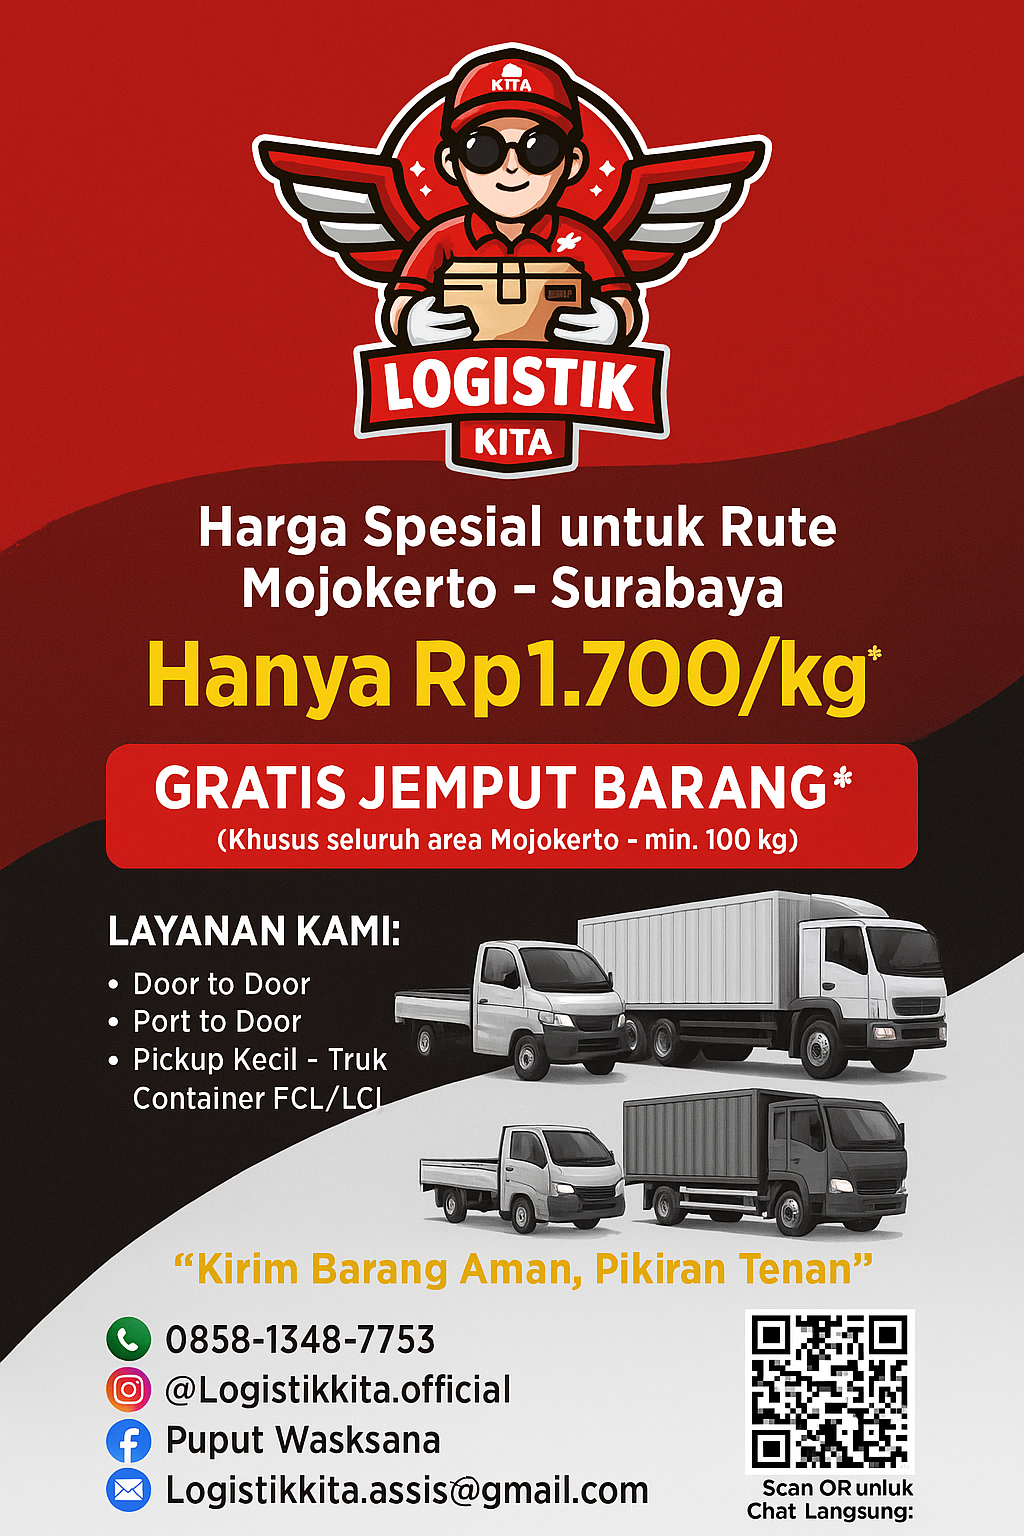 KITA
LOGISTIK
KITA
Harga Spesial untuk Rute
Mojokerto – Surabaya
Hanya Rp1.700/kg*
GRATIS JEMPUT BARANG*
(Khusus seluruh area Mojokerto - min. 100 kg)
LAYANAN KAMI:
• Door to Door
• Port to Door
• Pickup Kecil - Truk
Container FCL/LCL
“Kirim Barang Aman, Pikiran Tenan”
0858-1348-7753
@Logistikkita.official
Puput Wasksana
Logistikkita.assis@gmail.com
Scan OR unluk
Chat Langsung: